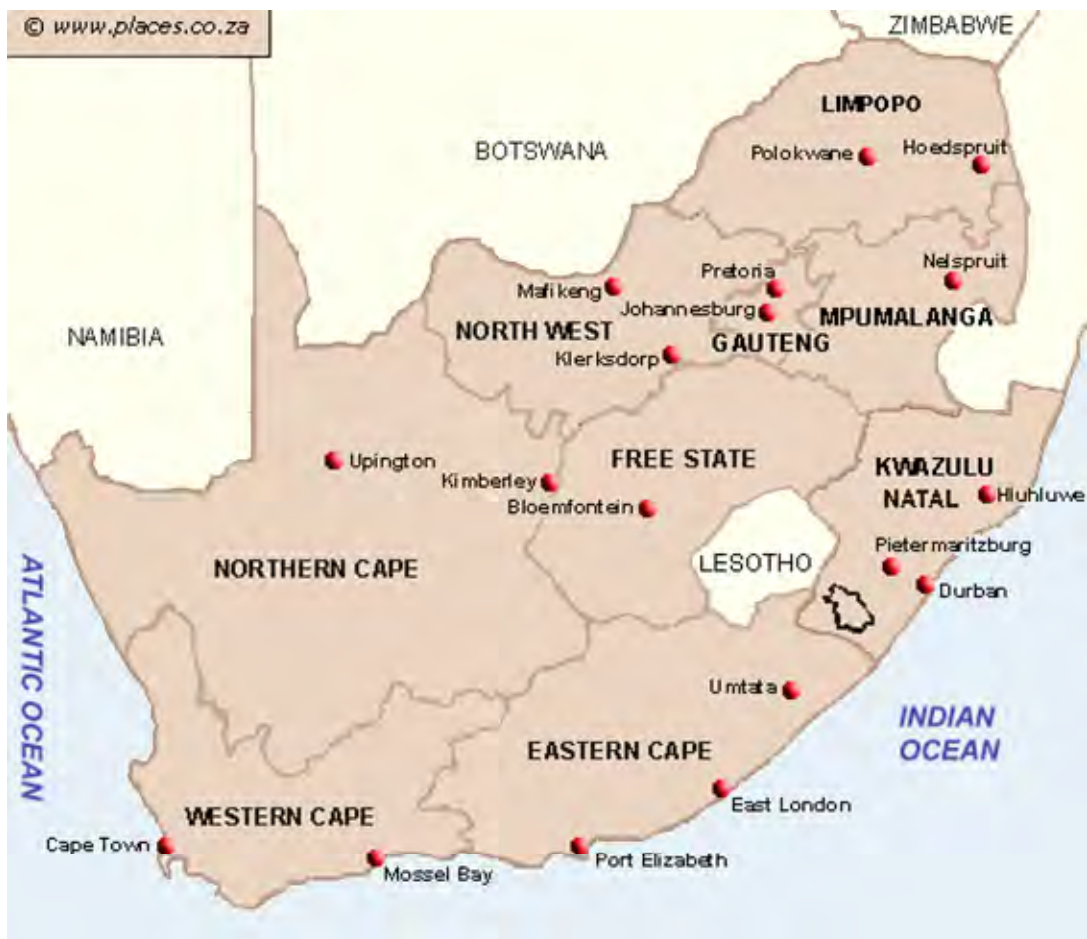 © www.places.co.za
ZIMBABWE
LIMPOPO
BOTSWANA
Polokwane
Hoedspruit
Pretoria
Nelspruit
Mafikeng
Johannesburg
MPUMALANGA
NAMIBIA
NORTH WEST
GAUTENG
Klerksdorp
Upington
FREE STATE
KWAZULU
NATAL
Kimberley
Hluhluwe
Bloemfontein
Pietermaritzburg
LESOTHO
NORTHERN CAPE
Durban
ATLANTIC OCEAN
Umtata
INDIAN
OCEAN
EASTERN CAPE
East London
WESTERN CAPE
Cape Town
Port Elizabeth
Mossel Bay